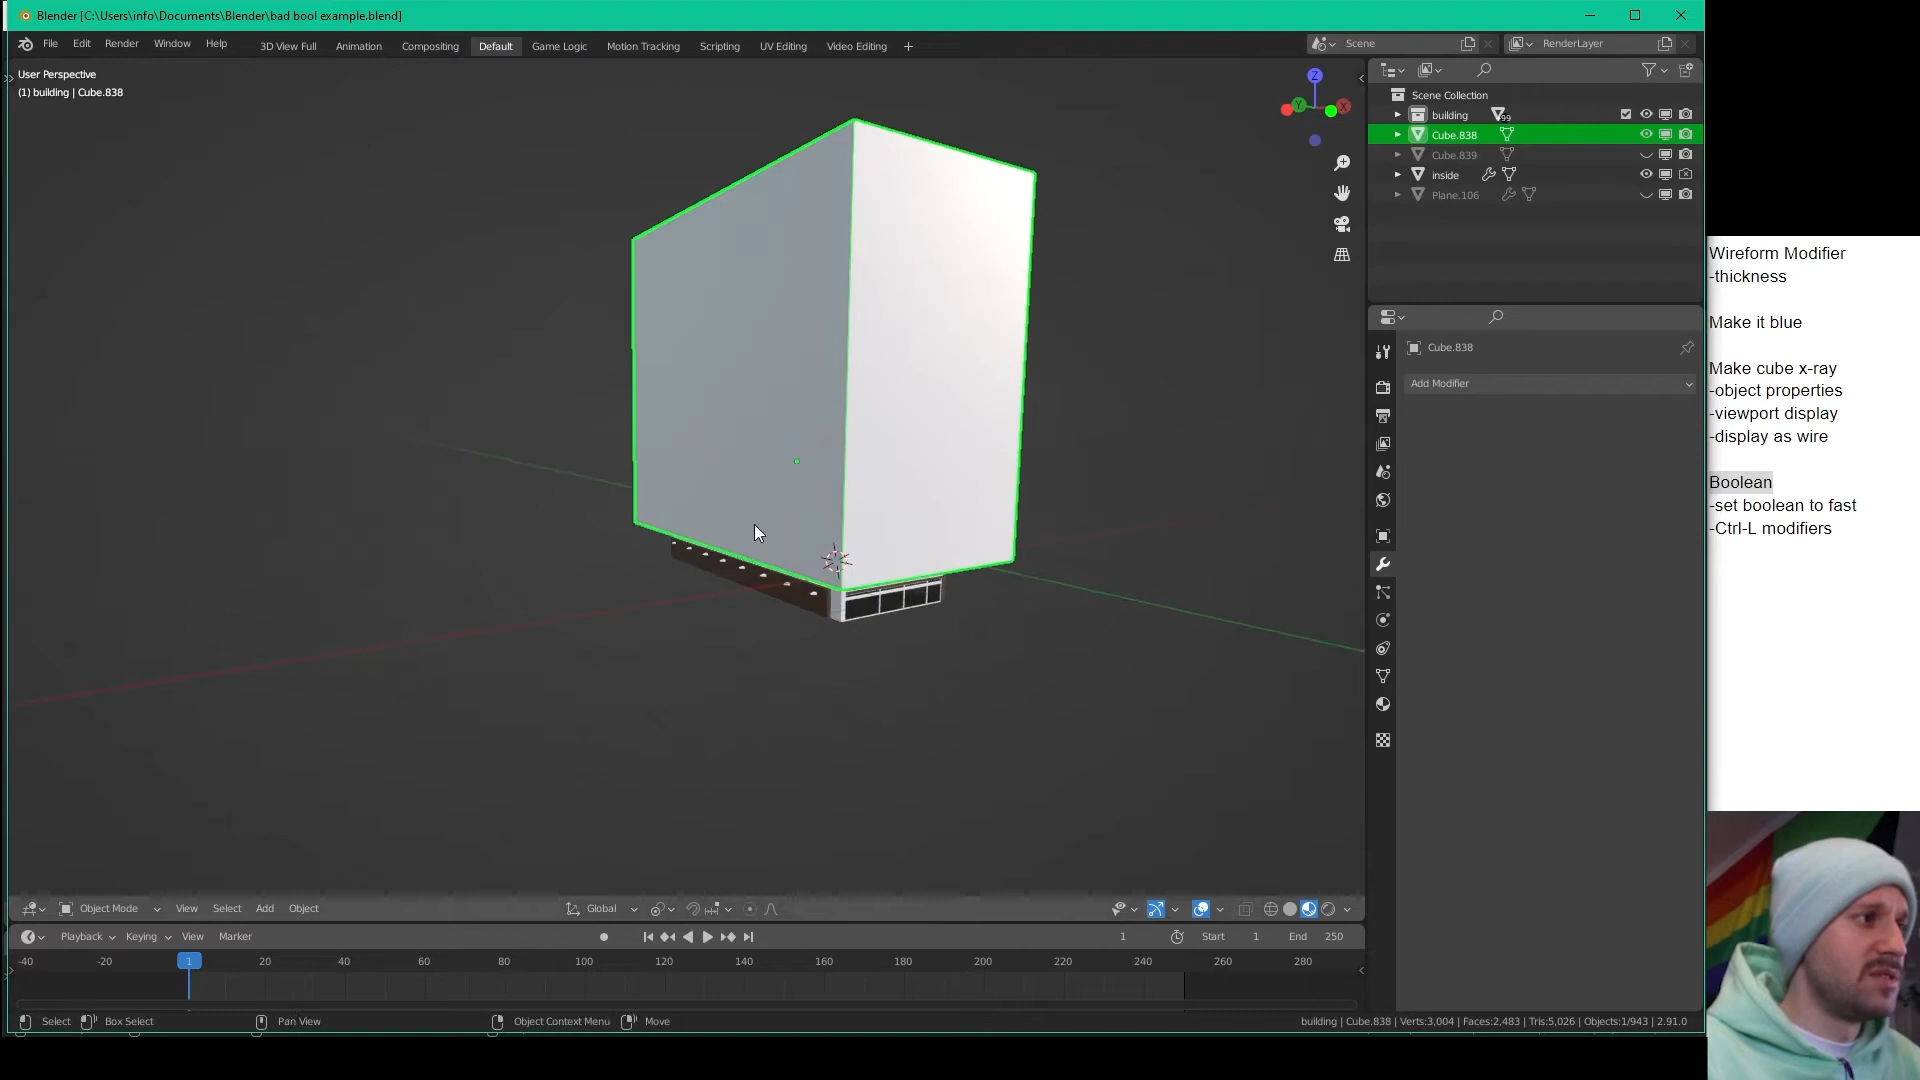 Blender [C:\Users\info\Documents\Blender\bad bool example.blend]
File Edit Render Window Help
3D View Full Animation Compositing Default Game Logic Motion Tracking Scripting UV Editing Video Editing +
Scene
RenderLayer
User Perspective
(1) building | Cube.838
Z
Y
X
Scene Collection
building 99
Cube.838
Cube.839
inside
Plane.106
Cube.838
Add Modifier
Wireform Modifier
-thickness
Make it blue
Make cube x-ray
-object properties
-viewport display
-display as wire
Boolean
-set boolean to fast
-Ctrl-L modifiers
Object Mode View Select Add Object
Global
Playback Keying View Marker
1 Start 1 End 250
-40 -20 1 20 40 60 80 100 120 140 160 180 200 220 240 260 280
Select Box Select Pan View Object Context Menu Move
building | Cube.838 | Verts:3,004 | Faces:2,483 | Tris:5,026 | Objects:1/943 | 2.91.0